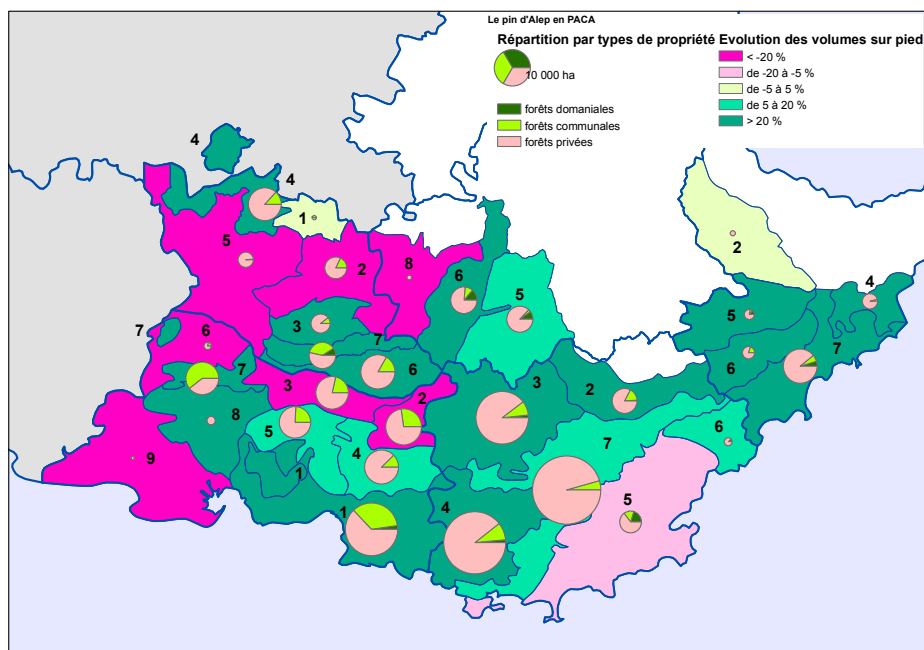 Le pin d'Alep en PACA
Répartition par types de propriété
Evolution des volumes sur pied
10 000 ha
< -20 %
de -20 à -5 %
de -5 à 5 %
de 5 à 20 %
> 20 %
forêts domaniales
forêts communales
forêts privées
4
4
1
5
2
8
2
6
5
4
7
6
3
7
5
7
7
6
6
3
2
3
2
8
5
4
7
6
9
1
1
4
5